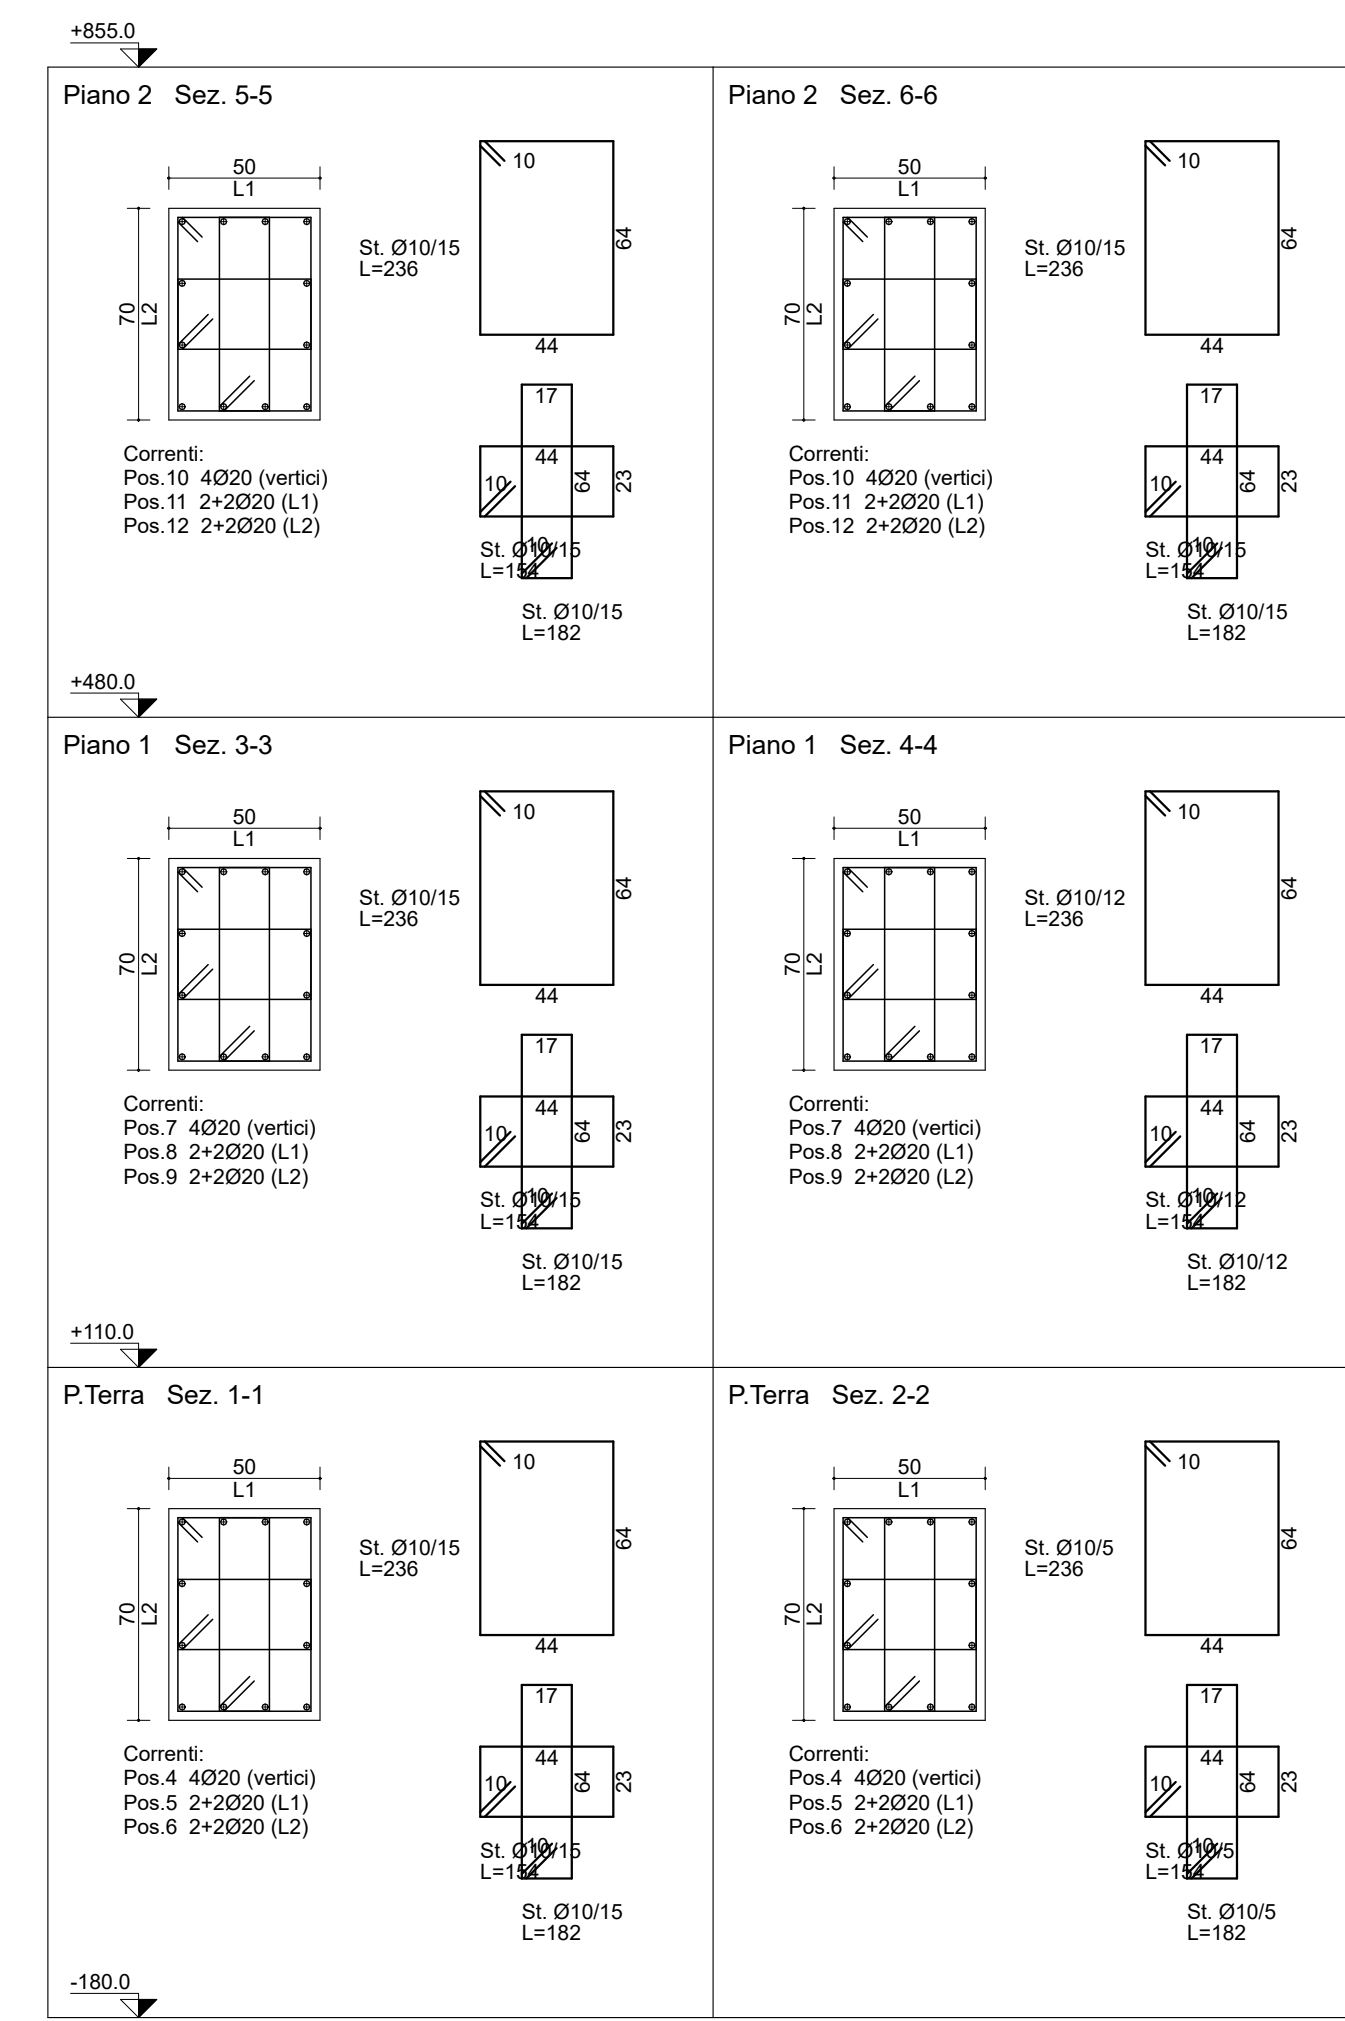 +855.0
Piano 2 Sez. 5-5
50
L1
70
L2
St. Ø10/15
L=236
10
64
44
17
44
10
64
23
10
St. Ø10/15
L=154
St. Ø10/15
L=182
Correnti:
Pos.10 4Ø20 (vertici)
Pos.11 2+2Ø20 (L1)
Pos.12 2+2Ø20 (L2)
Piano 2 Sez. 6-6
50
L1
70
L2
St. Ø10/15
L=236
10
64
44
17
44
10
64
23
10
St. Ø10/15
L=154
St. Ø10/15
L=182
Correnti:
Pos.10 4Ø20 (vertici)
Pos.11 2+2Ø20 (L1)
Pos.12 2+2Ø20 (L2)
+480.0
Piano 1 Sez. 3-3
50
L1
70
L2
St. Ø10/15
L=236
10
64
44
17
44
10
64
23
10
St. Ø10/15
L=154
St. Ø10/15
L=182
Correnti:
Pos.7 4Ø20 (vertici)
Pos.8 2+2Ø20 (L1)
Pos.9 2+2Ø20 (L2)
Piano 1 Sez. 4-4
50
L1
70
L2
St. Ø10/12
L=236
10
64
44
17
44
10
64
23
10
St. Ø10/12
L=154
St. Ø10/12
L=182
Correnti:
Pos.7 4Ø20 (vertici)
Pos.8 2+2Ø20 (L1)
Pos.9 2+2Ø20 (L2)
+110.0
P.Terra Sez. 1-1
50
L1
70
L2
St. Ø10/15
L=236
10
64
44
17
44
10
64
23
10
St. Ø10/15
L=154
St. Ø10/15
L=182
Correnti:
Pos.4 4Ø20 (vertici)
Pos.5 2+2Ø20 (L1)
Pos.6 2+2Ø20 (L2)
P.Terra Sez. 2-2
50
L1
70
L2
St. Ø10/5
L=236
10
64
44
17
44
10
64
23
10
St. Ø10/5
L=154
St. Ø10/5
L=182
Correnti:
Pos.4 4Ø20 (vertici)
Pos.5 2+2Ø20 (L1)
Pos.6 2+2Ø20 (L2)
-180.0